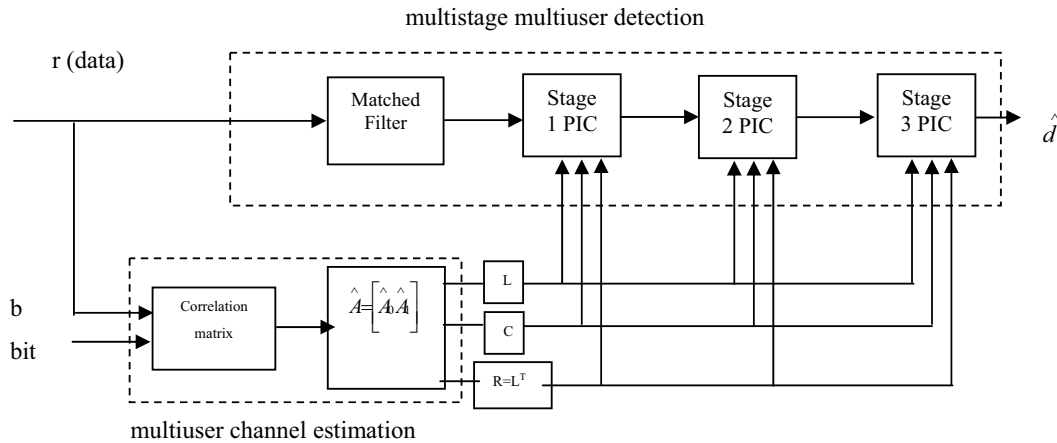 multistage multiuser detection
r (data)
Matched
Filter
Stage
1 PIC
Stage
2 PIC
Stage
3 PIC
d̂
b
bit
Correlation
matrix
Â=[Â₀Â₁]
L
C
R=Lᵀ
multiuser channel estimation